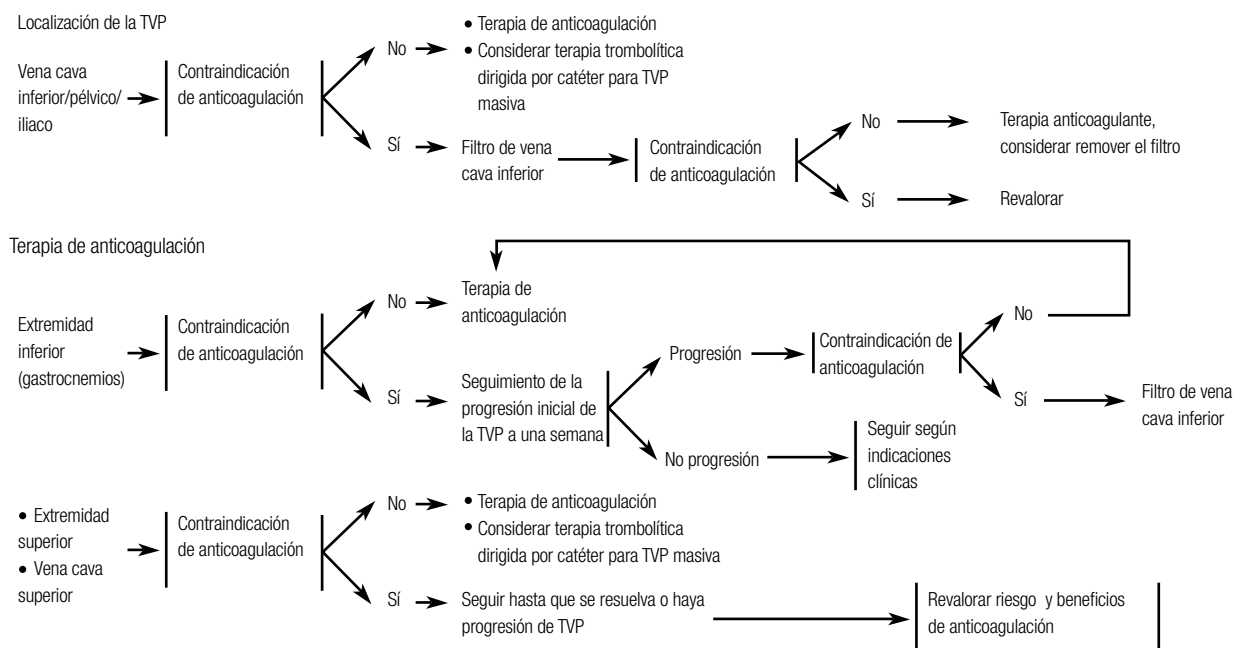 Localización de la TVP
Vena cava
inferior/pélvico/
iliaco
Contraindicación
de anticoagulación
No
• Terapia de anticoagulación
• Considerar terapia trombolítica
dirigida por catéter para TVP
masiva
Sí
Filtro de vena
cava inferior
Contraindicación
de anticoagulación
No
Terapia anticoagulante,
considerar remover el filtro
Sí
Revalorar
Terapia de anticoagulación
Extremidad
inferior
(gastrocnemios)
Contraindicación
de anticoagulación
No
Terapia de
anticoagulación
Sí
Seguimiento de la
progresión inicial de
la TVP a una semana
Progresión
Contraindicación de
anticoagulación
No
Sí
Filtro de vena
cava inferior
No progresión
Seguir según
indicaciones
clínicas
• Extremidad
superior
• Vena cava
superior
Contraindicación
de anticoagulación
No
• Terapia de anticoagulación
• Considerar terapia trombolítica
dirigida por catéter para TVP masiva
Sí
Seguir hasta que se resuelva o haya
progresión de TVP
Revalorar riesgo y beneficios
de anticoagulación